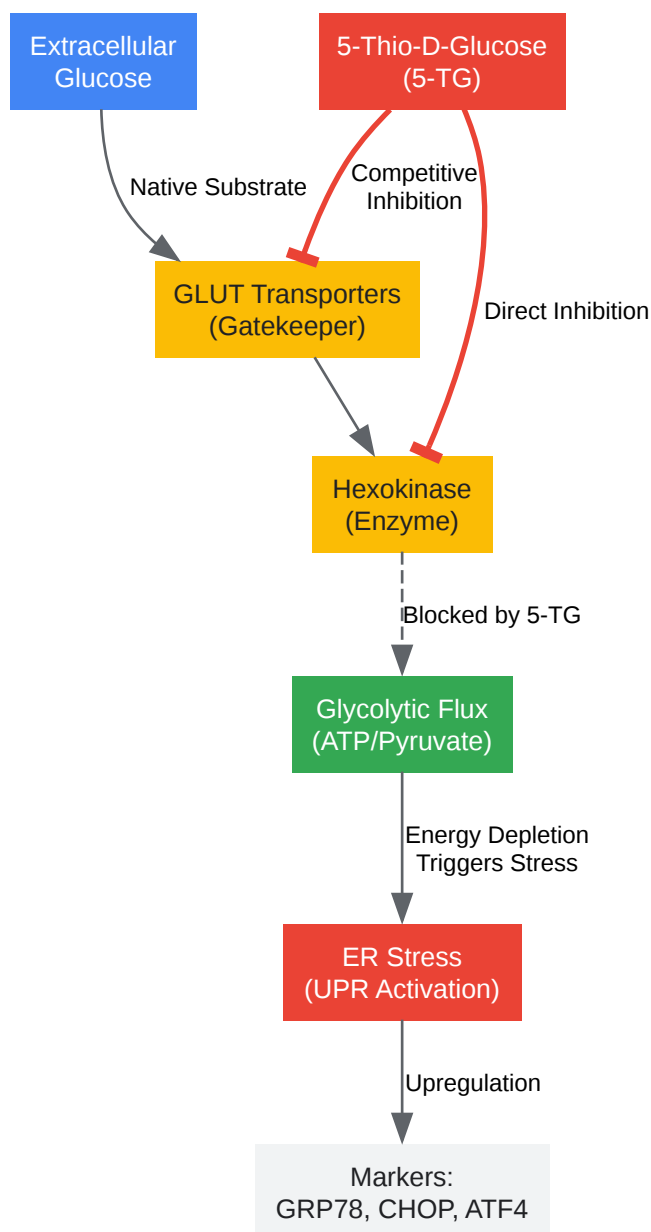 Extracellular
Glucose
5-Thio-D-Glucose
(5-TG)
Native Substrate
Competitive
Inhibition
GLUT Transporters
(Gatekeeper)
Direct Inhibition
Hexokinase
(Enzyme)
Blocked by 5-TG
Glycolytic Flux
(ATP/Pyruvate)
Energy Depletion
Triggers Stress
ER Stress
(UPR Activation)
Upregulation
Markers:
GRP78, CHOP, ATF4